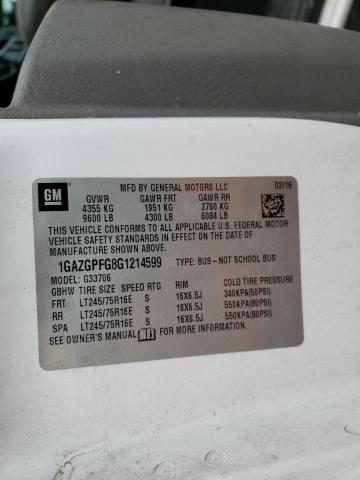 GM
MFD BY GENERAL MOTORS LLC 02/16
GVWR GAWR FRT GAWR RR
4355 KG 1951 KG 2760 KG
9600 LB 4300 LB 6084 LB
THIS VEHICLE CONFORMS TO ALL APPLICABLE U.S.
FEDERAL MOTOR VEHICLE SAFETY STANDARDS
IN EFFECT ON THE DATE OF MANUFACTURE
SHOWN ABOVE.
1GAZGPFG8G1214599 TYPE: BUS – NOT SCHOOL BUS
MODEL: G33706
GBHW TIRE SIZE SPEED RTG RIM COLD TIRE PRESSURE
FRT LT245/75R16E S 16X6.5J 340KPA(50PSI)
RR LT245/75R16E S 16X6.5J 550KPA(80PSI)
SPA LT245/75R16E S 16X6.5J 550KPA(80PSI)
SEE OWNER'S MANUAL FOR ADDITIONAL INFORMATION